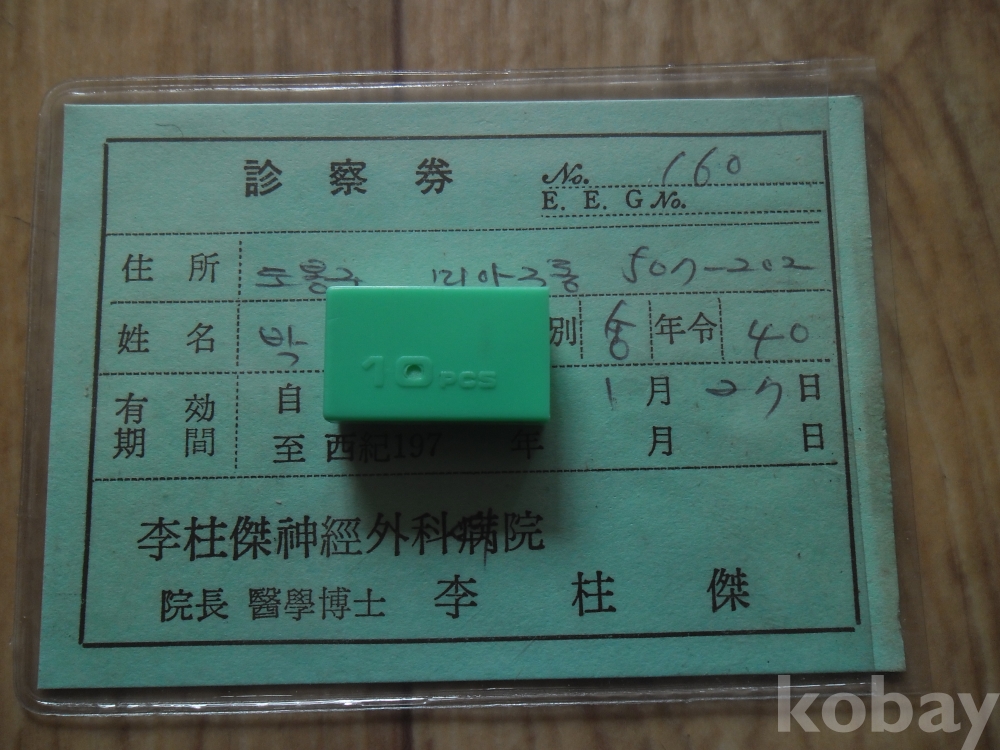 診察券
No. 160
E. E. G No.
住所 도봉구 미아3동 507-202
姓名 박 別 年令 40
有効期間 自 1月 27日
至 西紀197 年 月 日
李柱傑神經外科病院
院長 醫學博士 李柱傑
10 PCS
kobay